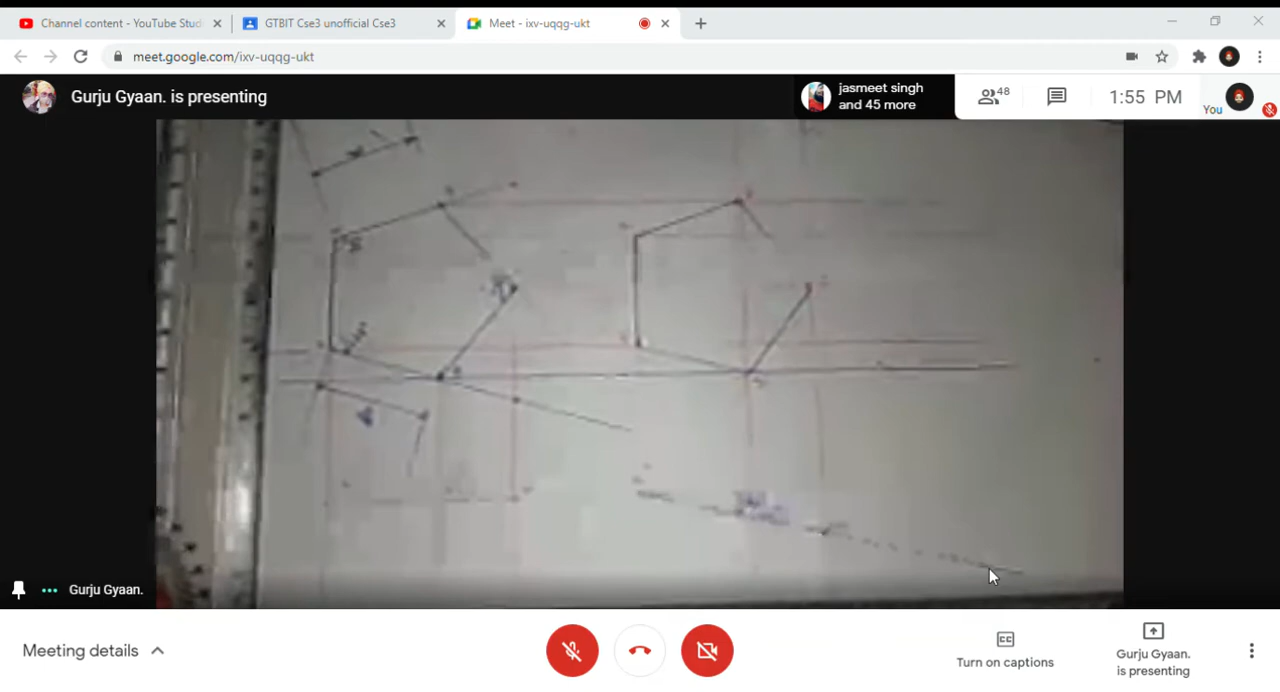 Channel content - YouTube Stud
GTBIT Cse3 unofficial Cse3
Meet - ixv-uqqg-ukt
meet.google.com/ixv-uqqg-ukt
Gurju Gyaan. is presenting
jasmeet singh
and 45 more
48
1:55 PM
You
Gurju Gyaan.
Meeting details
Turn on captions
Gurju Gyaan.
is presenting